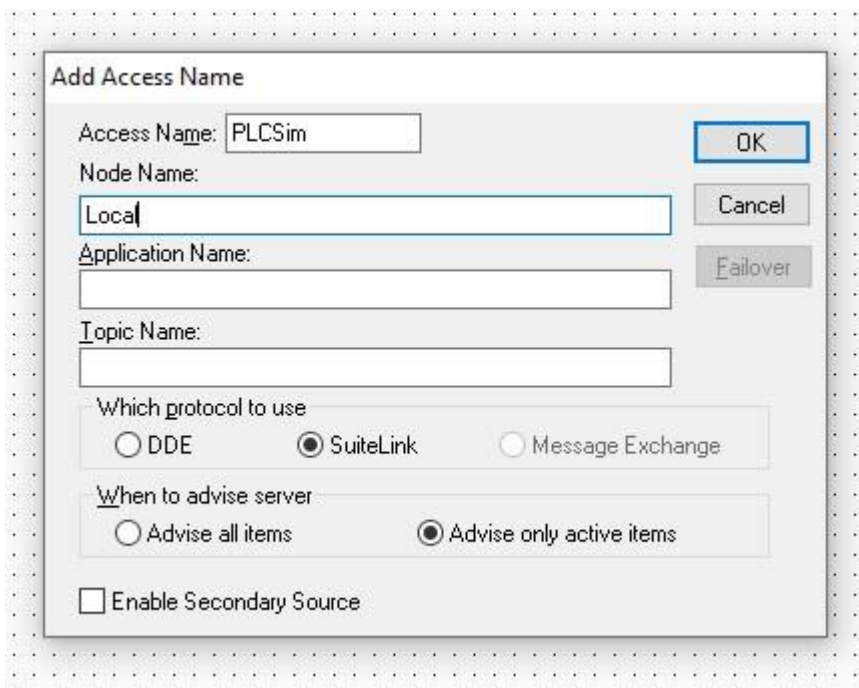 Add Access Name
Access Name: PLCSim
OK
Node Name:
Local
Cancel
Application Name:
Failover
Topic Name:
Which protocol to use
DDE SuiteLink Message Exchange
When to advise server
Advise all items Advise only active items
Enable Secondary Source